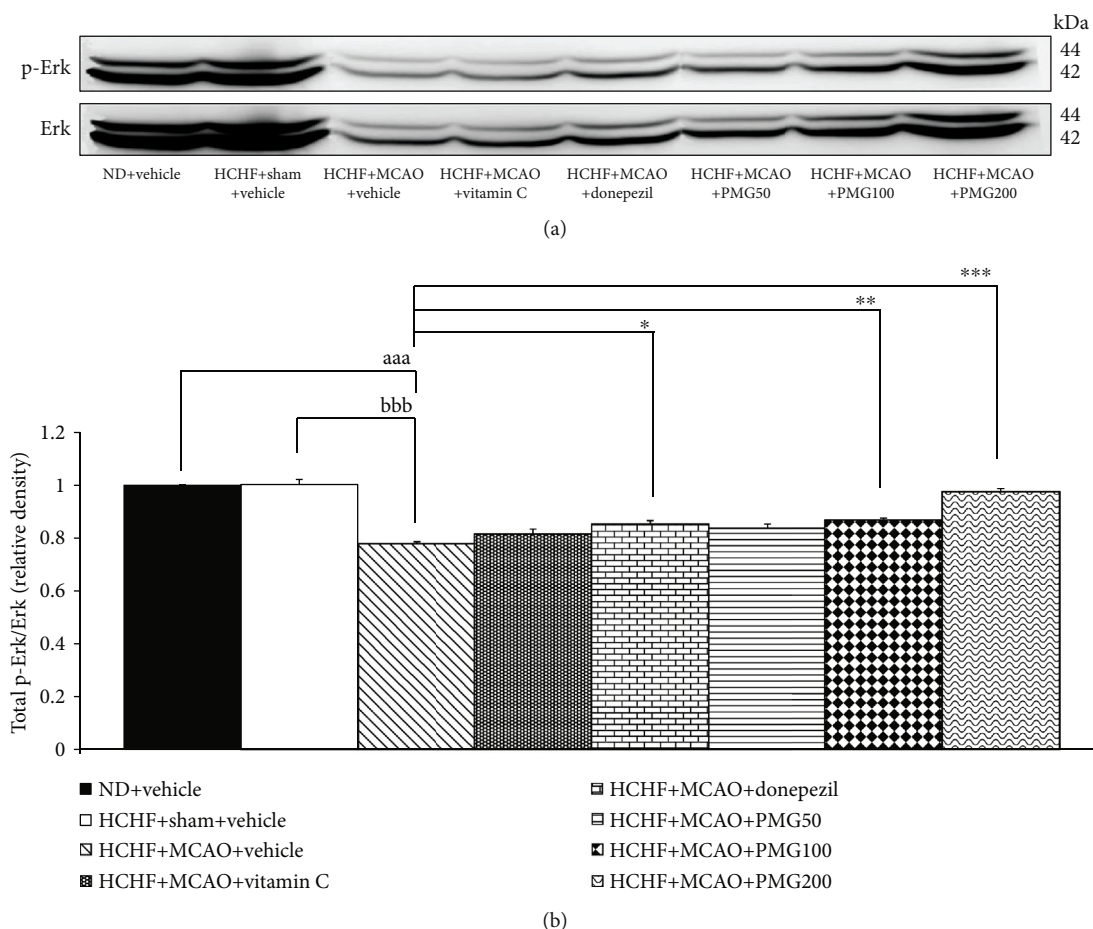 kDa
p-Erk
44
42
Erk
44
42
ND+vehicle
HCHF+sham
+vehicle
HCHF+MCAO
+vehicle
HCHF+MCAO
+vitamin C
HCHF+MCAO
+donepezil
HCHF+MCAO
+PMG50
HCHF+MCAO
+PMG100
HCHF+MCAO
+PMG200
(a)
***
**
*
aaa
bbb
Total p-Erk/Erk (relative density)
1.2
1
0.8
0.6
0.4
0.2
0
ND+vehicle
HCHF+sham+vehicle
HCHF+MCAO+vehicle
HCHF+MCAO+vitamin C
HCHF+MCAO+donepezil
HCHF+MCAO+PMG50
HCHF+MCAO+PMG100
HCHF+MCAO+PMG200
(b)